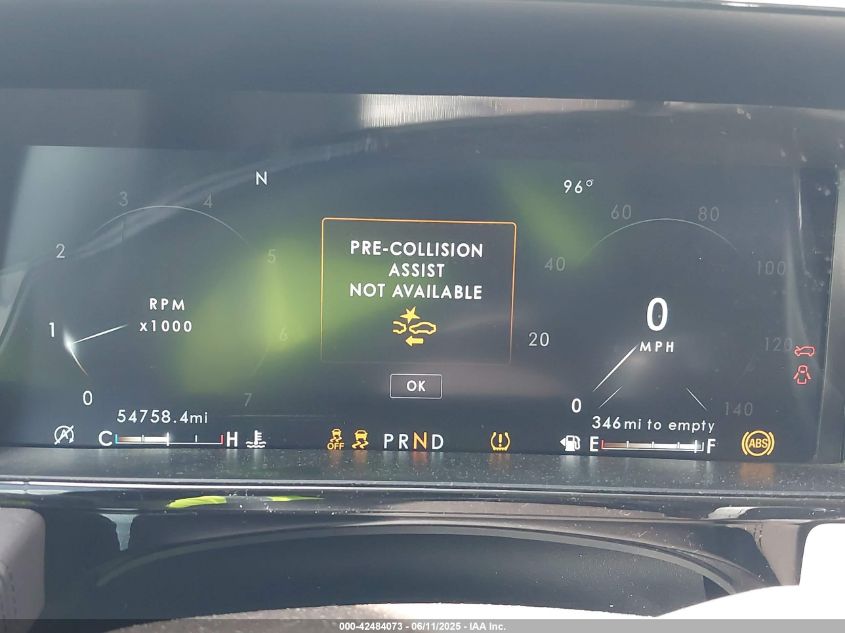 N
96°
3
4
60
80
2
5
40
100
PRE-COLLISION
ASSIST
NOT AVAILABLE
RPM
x1000
1
6
0
MPH
20
120
OK
0
7
0
140
54758.4mi
346mi to empty
C
H
OFF
PRND
E
F
ABS
000-42484073 - 06/11/2025 - IAA Inc.